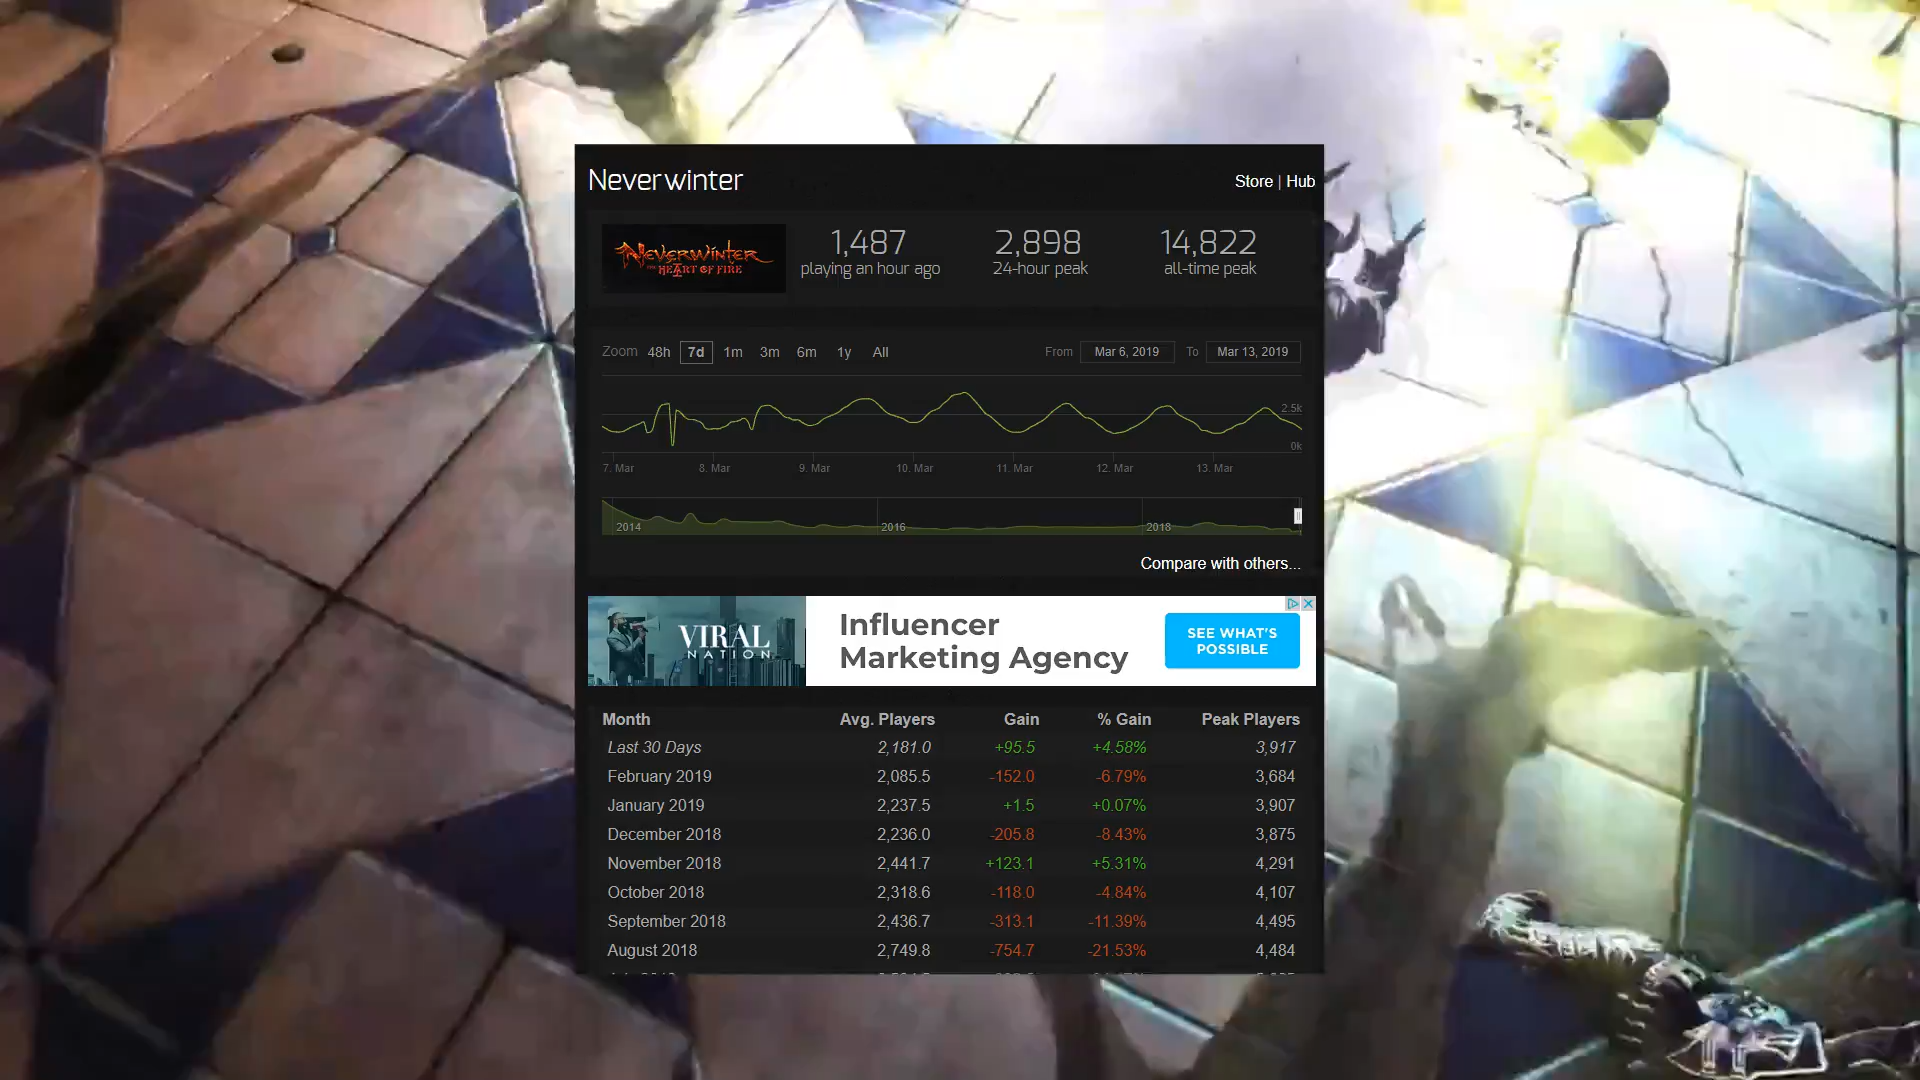 Neverwinter
Store | Hub
NEVERWINTER
THE HEART OF FIRE
1,487
playing an hour ago
2,898
24-hour peak
14,822
all-time peak
Zoom 48h 7d 1m 3m 6m 1y All
From Mar 6, 2019 To Mar 13, 2019
2.5k
0k
7. Mar 8. Mar 9. Mar 10. Mar 11. Mar 12. Mar 13. Mar
2014 2016 2018
Compare with others...
VIRAL
NATION
Influencer
Marketing Agency
SEE WHAT'S
POSSIBLE
Month Avg. Players Gain % Gain Peak Players
Last 30 Days 2,181.0 +95.5 +4.58% 3,917
February 2019 2,085.5 -152.0 -6.79% 3,684
January 2019 2,237.5 +1.5 +0.07% 3,907
December 2018 2,236.0 -205.8 -8.43% 3,875
November 2018 2,441.7 +123.1 +5.31% 4,291
October 2018 2,318.6 -118.0 -4.84% 4,107
September 2018 2,436.7 -313.1 -11.39% 4,495
August 2018 2,749.8 -754.7 -21.53% 4,484